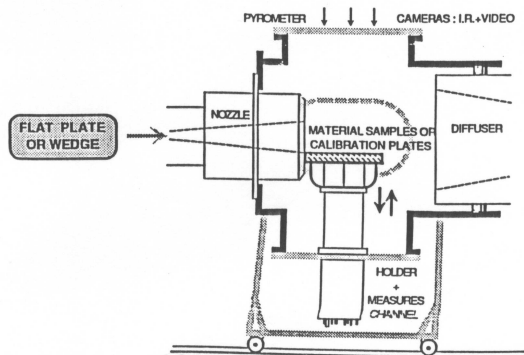 PYROMETER
CAMERAS : I.R.+VIDEO
NOZZLE
FLAT PLATE
OR WEDGE
MATERIAL SAMPLES OR
CALIBRATION PLATES
DIFFUSER
HOLDER
+
MEASURES
CHANNEL